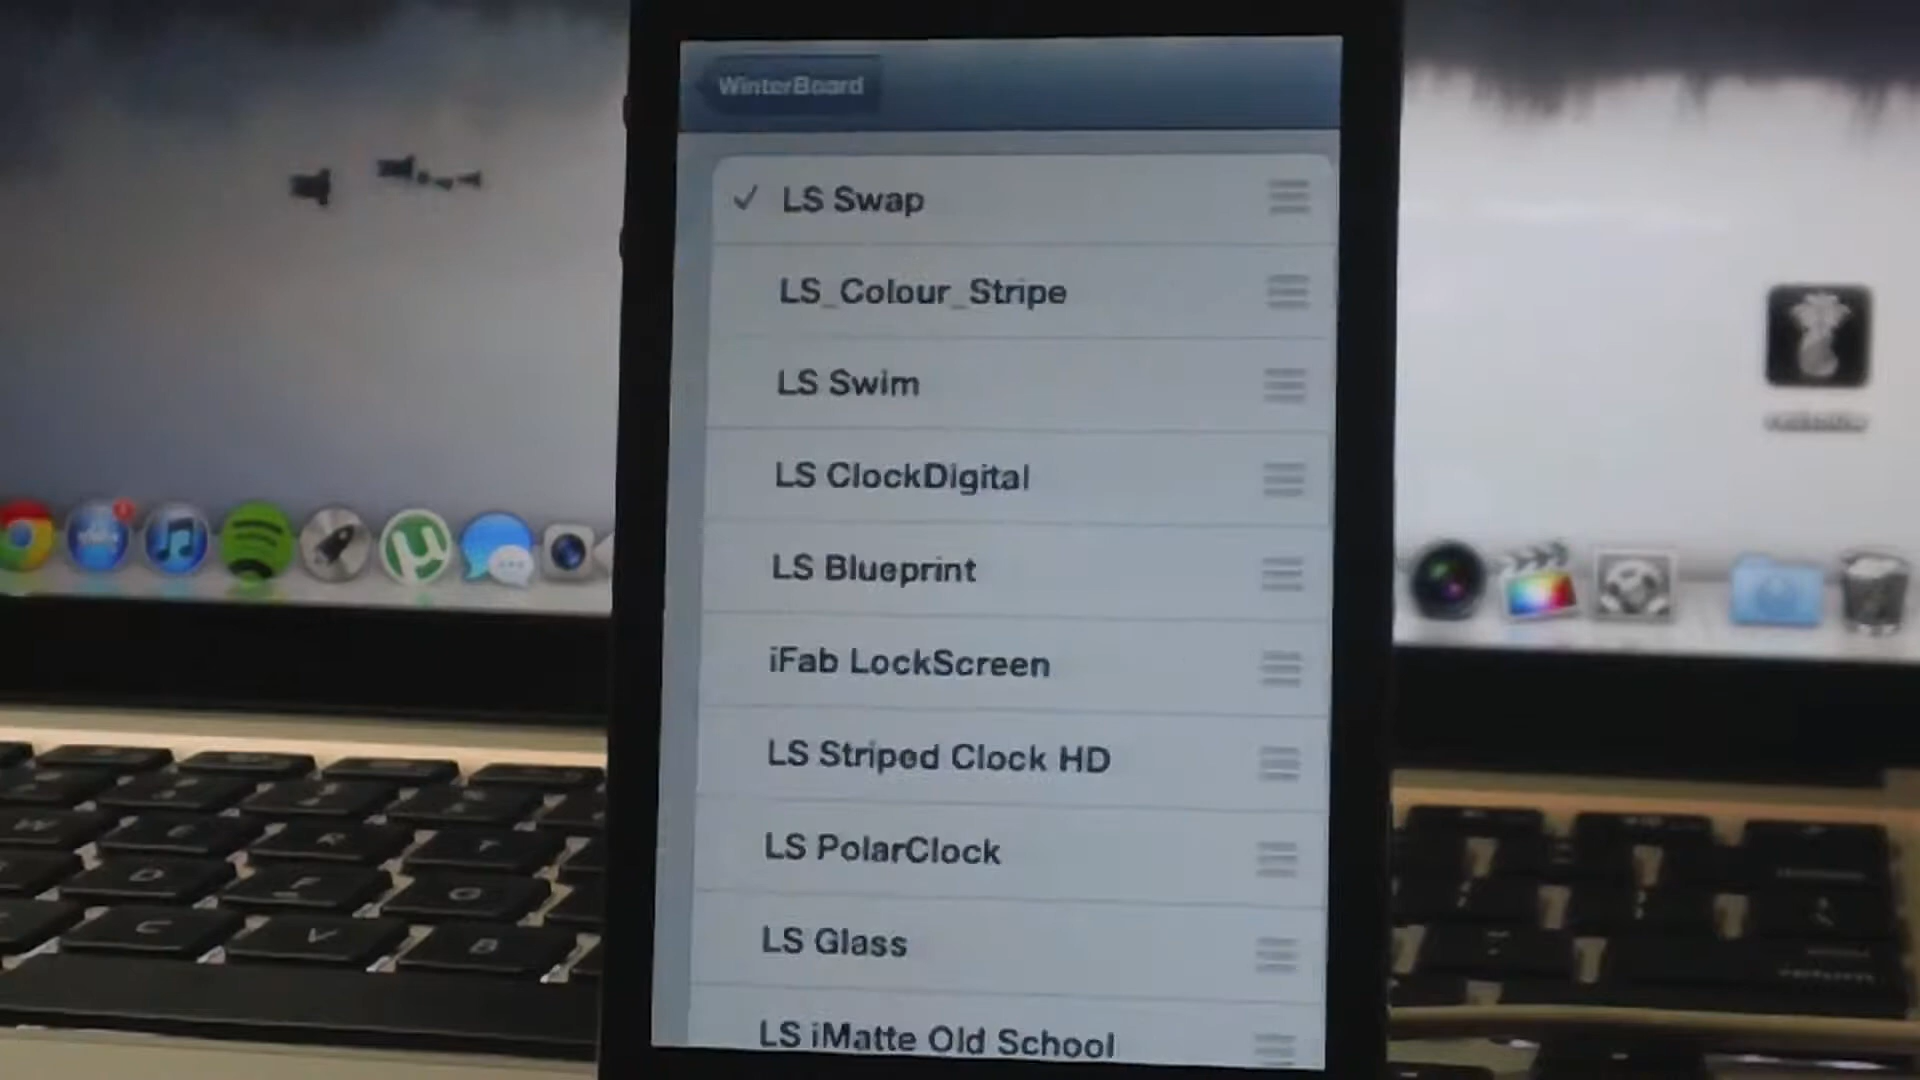 WinterBoard
LS Swap
LS_Colour_Stripe
LS Swim
LS ClockDigital
LS Blueprint
iFab LockScreen
LS Striped Clock HD
LS PolarClock
LS Glass
LS iMatte Old School
W E R T
D F G
C V B
return